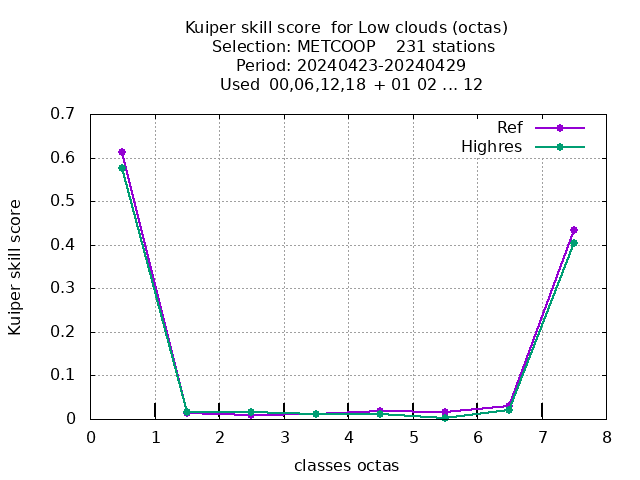 Kuiper skill score  for Low clouds (octas)
Selection: METCOOP    231 stations
Period: 20240423-20240429
Used  00,06,12,18  + 01 02 ... 12
Ref
Highres
0.7
0.6
0.5
0.4
0.3
0.2
0.1
0
Kuiper skill score
0 1 2 3 4 5 6 7 8
classes octas